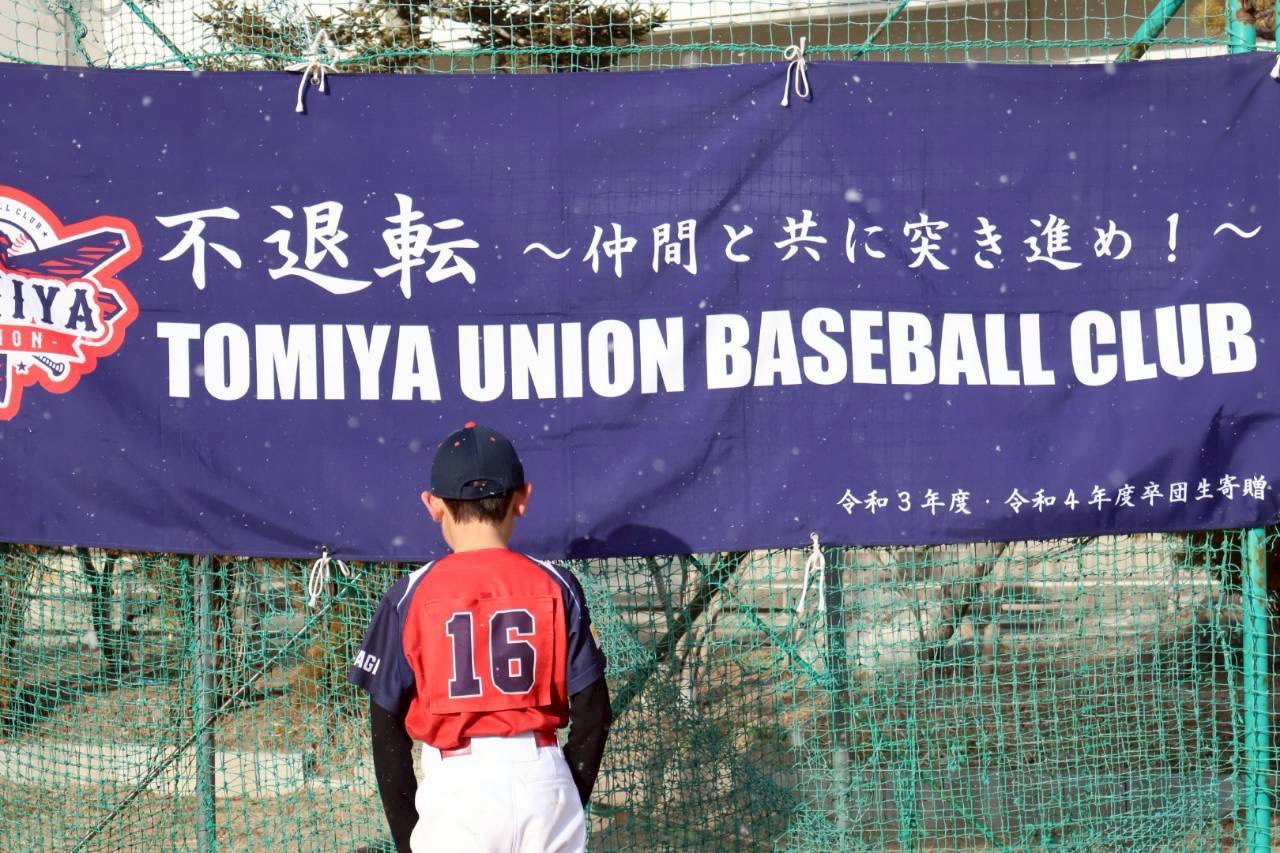 不退転 ～仲間と共に突き進め！～
TOMIYA UNION BASEBALL CLUB
令和3年度・令和4年度卒団生寄贈
16